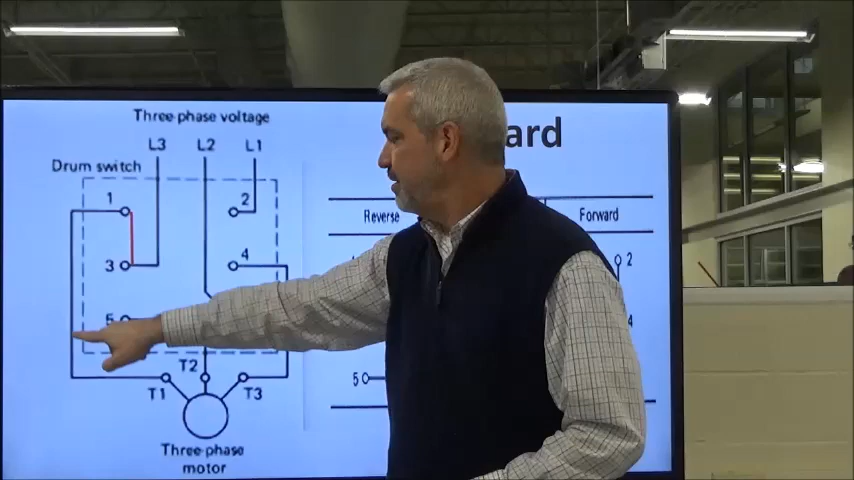 Three-phase voltage
ard
L3 L2 L1
Drum switch
1 2
Reverse Forward
3 4
2
5
4
T2
5
T1 T3
Three-phase
motor